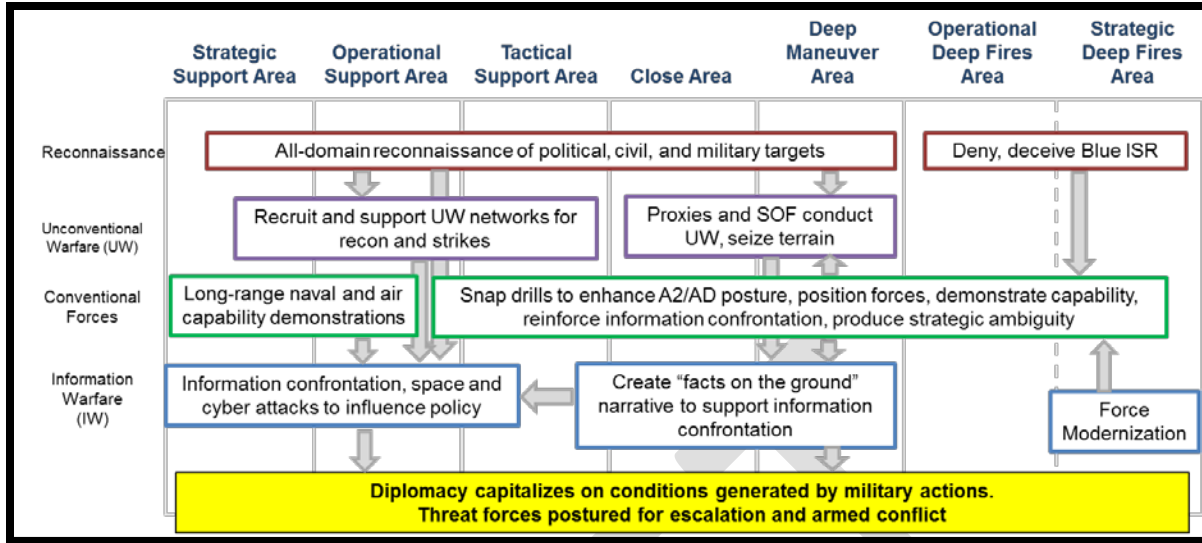 Strategic
Support Area
Operational
Support Area
Tactical
Support Area
Close Area
Deep
Maneuver
Area
Operational
Deep Fires
Area
Strategic
Deep Fires
Area
Reconnaissance
All-domain reconnaissance of political, civil, and military targets
Deny, deceive Blue ISR
Unconventional
Warfare (UW)
Recruit and support UW networks for
recon and strikes
Proxies and SOF conduct
UW, seize terrain
Conventional
Forces
Long-range naval and air
capability demonstrations
Snap drills to enhance A2/AD posture, position forces, demonstrate capability,
reinforce information confrontation, produce strategic ambiguity
Information
Warfare
(IW)
Information confrontation, space and
cyber attacks to influence policy
Create “facts on the ground”
narrative to support information
confrontation
Force
Modernization
Diplomacy capitalizes on conditions generated by military actions.
Threat forces postured for escalation and armed conflict